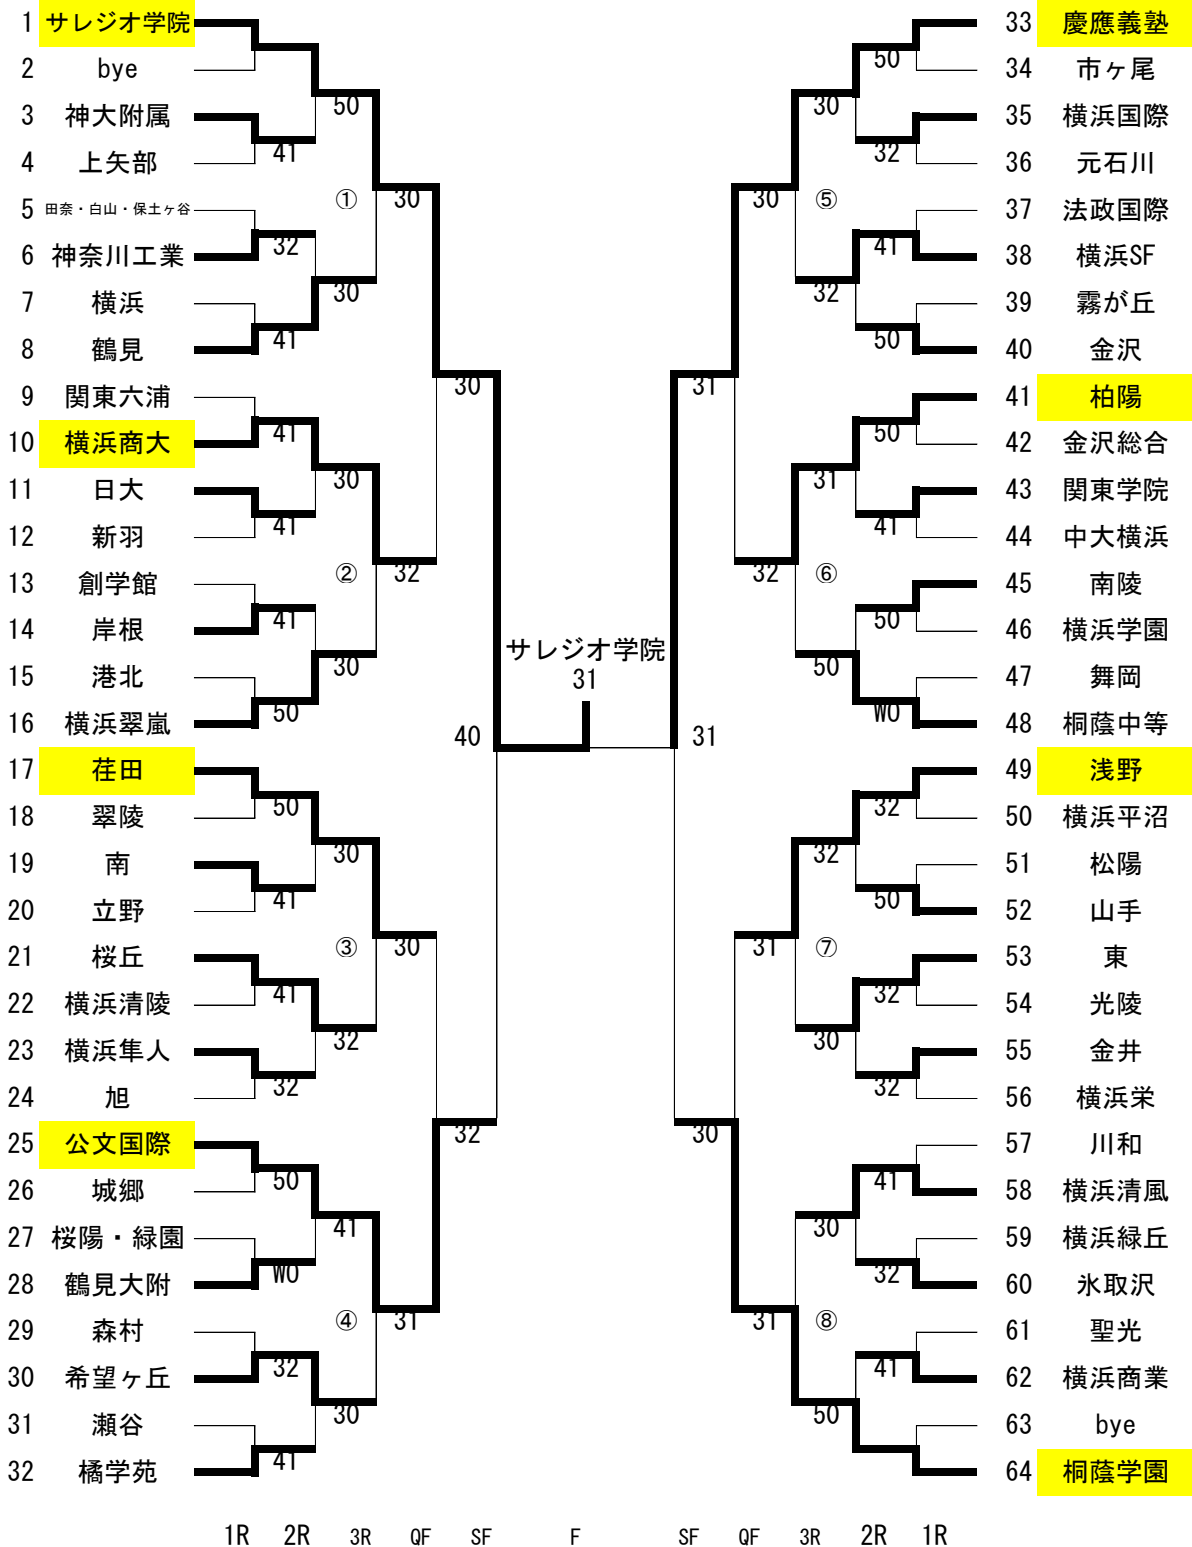 1 サレジオ学院
2 bye
3 神大附属
4 上矢部
5 田奈・白山・保土ヶ谷
6 神奈川工業
7 横浜
8 鶴見
9 関東六浦
10 横浜商大
11 日大
12 新羽
13 創学館
14 岸根
15 港北
16 横浜翠嵐
17 荏田
18 翠陵
19 南
20 立野
21 桜丘
22 横浜清陵
23 横浜隼人
24 旭
25 公文国際
26 城郷
27 桜陽・緑園
28 鶴見大附
29 森村
30 希望ヶ丘
31 瀬谷
32 橘学苑
41
32
41
41
41
41
50
50
41
41
32
50
WO
32
41
50
①
30
30
②
30
30
③
32
41
④
30
30
32
30
31
30
32
40
サレジオ学院
31
31
31
30
30
32
31
31
30
⑤
32
31
⑥
50
32
⑦
30
30
⑧
50
50
32
41
50
50
41
50
WO
32
50
32
32
41
32
41
33 慶應義塾
34 市ヶ尾
35 横浜国際
36 元石川
37 法政国際
38 横浜SF
39 霧が丘
40 金沢
41 柏陽
42 金沢総合
43 関東学院
44 中大横浜
45 南陵
46 横浜学園
47 舞岡
48 桐蔭中等
49 浅野
50 横浜平沼
51 松陽
52 山手
53 東
54 光陵
55 金井
56 横浜栄
57 川和
58 横浜清風
59 横浜緑丘
60 氷取沢
61 聖光
62 横浜商業
63 bye
64 桐蔭学園
1R 2R 3R QF SF F SF QF 3R 2R 1R